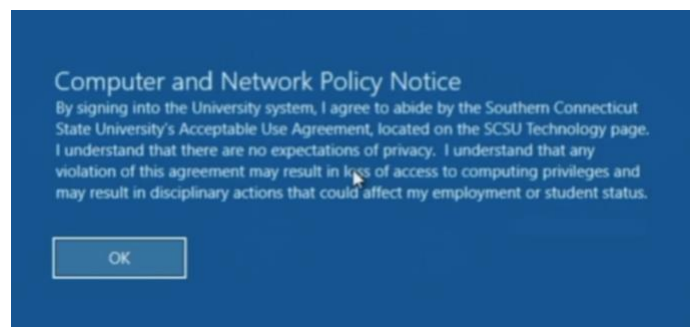 Computer and Network Policy Notice
By signing into the University system, I agree to abide by the Southern Connecticut
State University's Acceptable Use Agreement, located on the SCSU Technology page.
I understand that there are no expectations of privacy.  I understand that any
violation of this agreement may result in loss of access to computing privileges and
may result in disciplinary actions that could affect my employment or student status.
OK